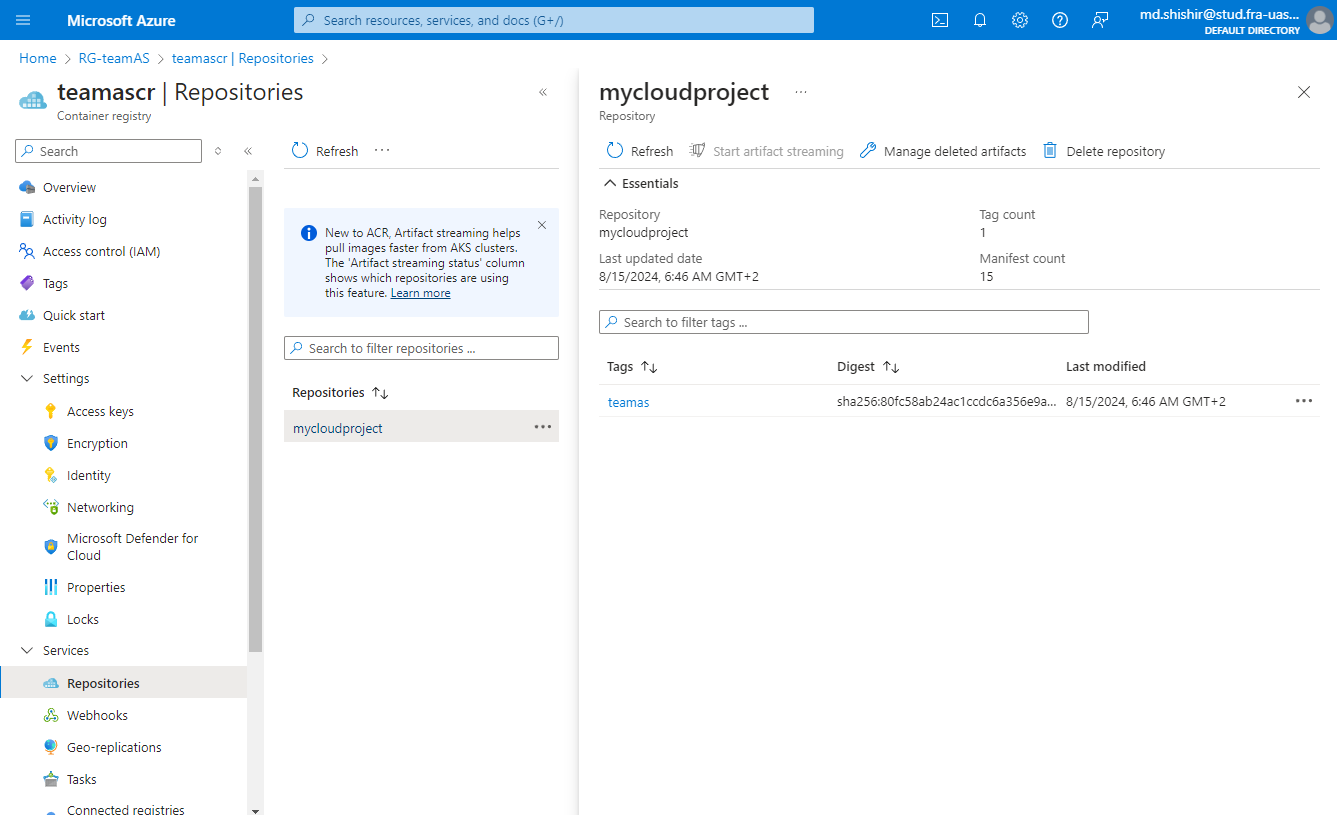 Microsoft Azure
Search resources, services, and docs (G+/)
md.shishir@stud.fra-uas...
DEFAULT DIRECTORY
Home > RG-teamAS > teamascr | Repositories >
teamascr | Repositories
Container registry
Search
Overview
Activity log
Access control (IAM)
Tags
Quick start
Events
Settings
Access keys
Encryption
Identity
Networking
Microsoft Defender for
Cloud
Properties
Locks
Services
Repositories
Webhooks
Geo-replications
Tasks
Connected registries
Refresh
New to ACR, Artifact streaming helps
pull images faster from AKS clusters.
The 'Artifact streaming status' column
shows which repositories are using
this feature. Learn more
Search to filter repositories ...
Repositories
mycloudproject
mycloudproject
Repository
Refresh Start artifact streaming Manage deleted artifacts Delete repository
Essentials
Repository
mycloudproject
Last updated date
8/15/2024, 6:46 AM GMT+2
Tag count
1
Manifest count
15
Search to filter tags ...
Tags Digest Last modified
teamas sha256:80fc58ab24ac1ccdc6a356e9a... 8/15/2024, 6:46 AM GMT+2